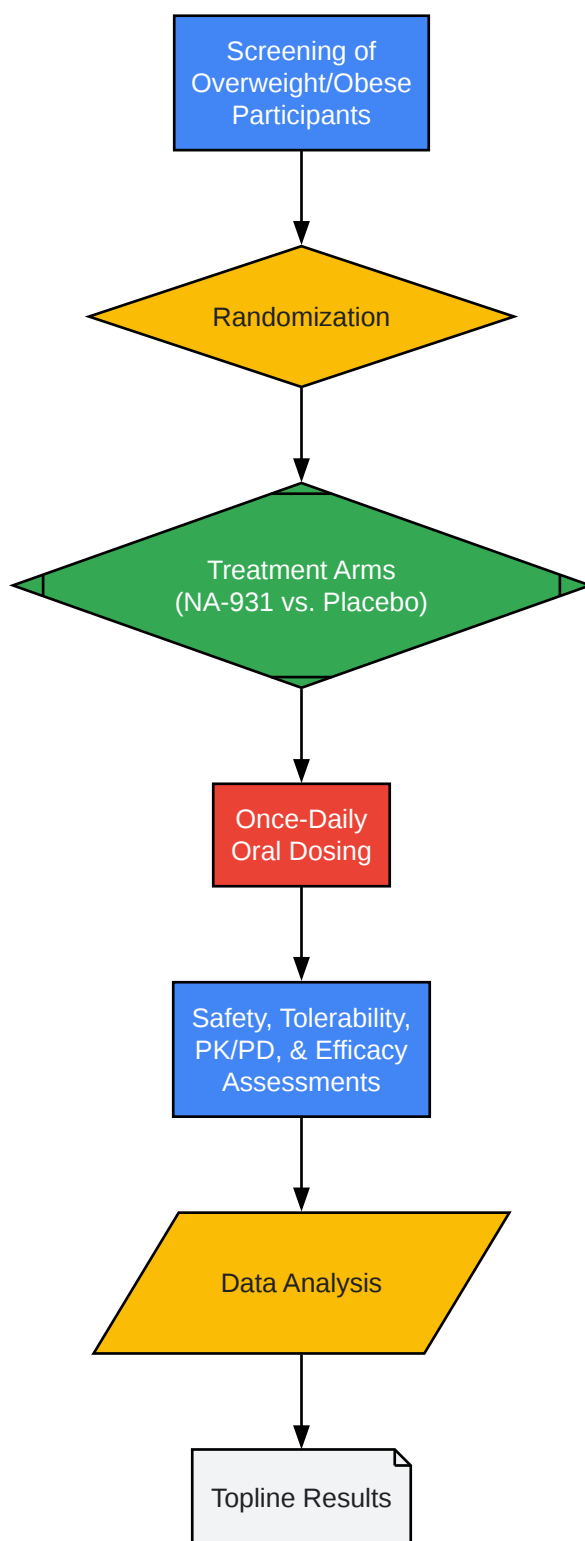 Screening of
Overweight/Obese
Participants
Randomization
Treatment Arms
(NA-931 vs. Placebo)
Once-Daily
Oral Dosing
Safety, Tolerability,
PK/PD, & Efficacy
Assessments
Data Analysis
Topline Results